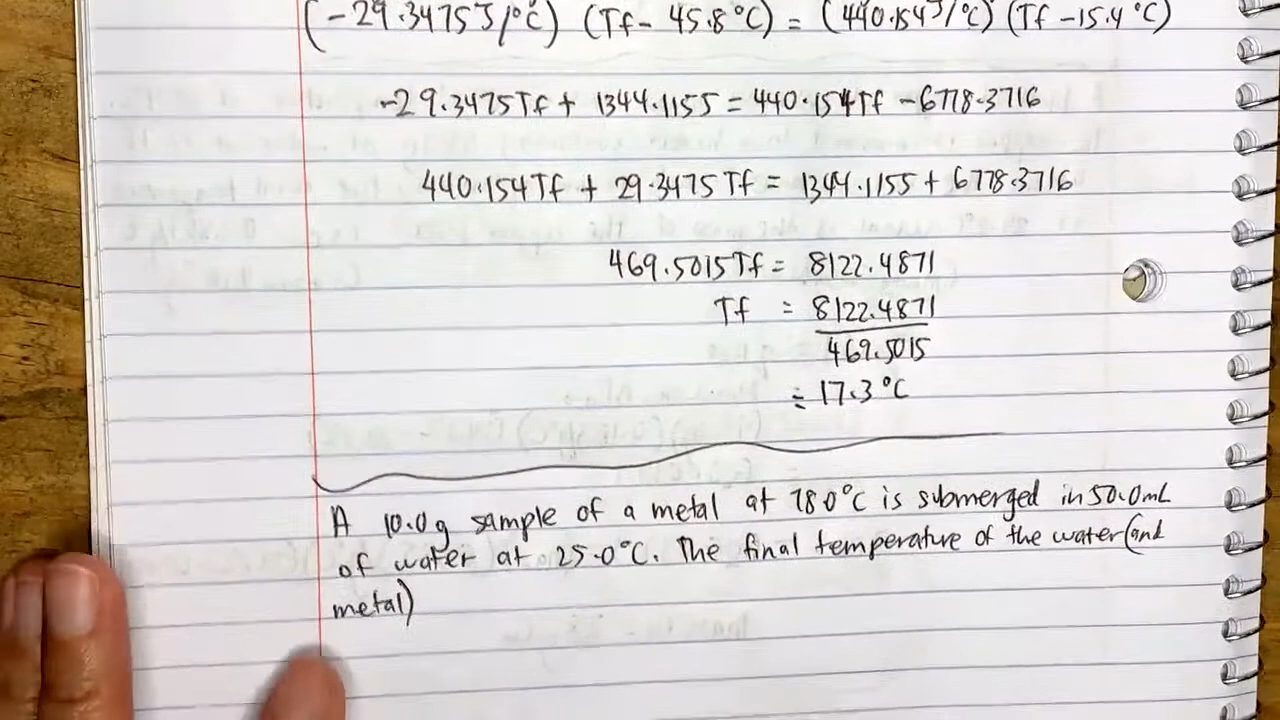 (-29.3475J/°C) (Tf - 45.8°C) = (440.154J/°C) (Tf - 15.4°C)
-29.3475Tf + 1344.1155 = 440.154Tf - 6778.3716
440.154Tf + 29.3475Tf = 1344.1155 + 6778.3716
469.5015Tf = 8122.4871
Tf = 8122.4871
469.5015
= 17.3°C
A 10.0g sample of a metal at 78.0°C is submerged in 50.0mL
of water at 25.0°C. The final temperature of the water (and
metal)